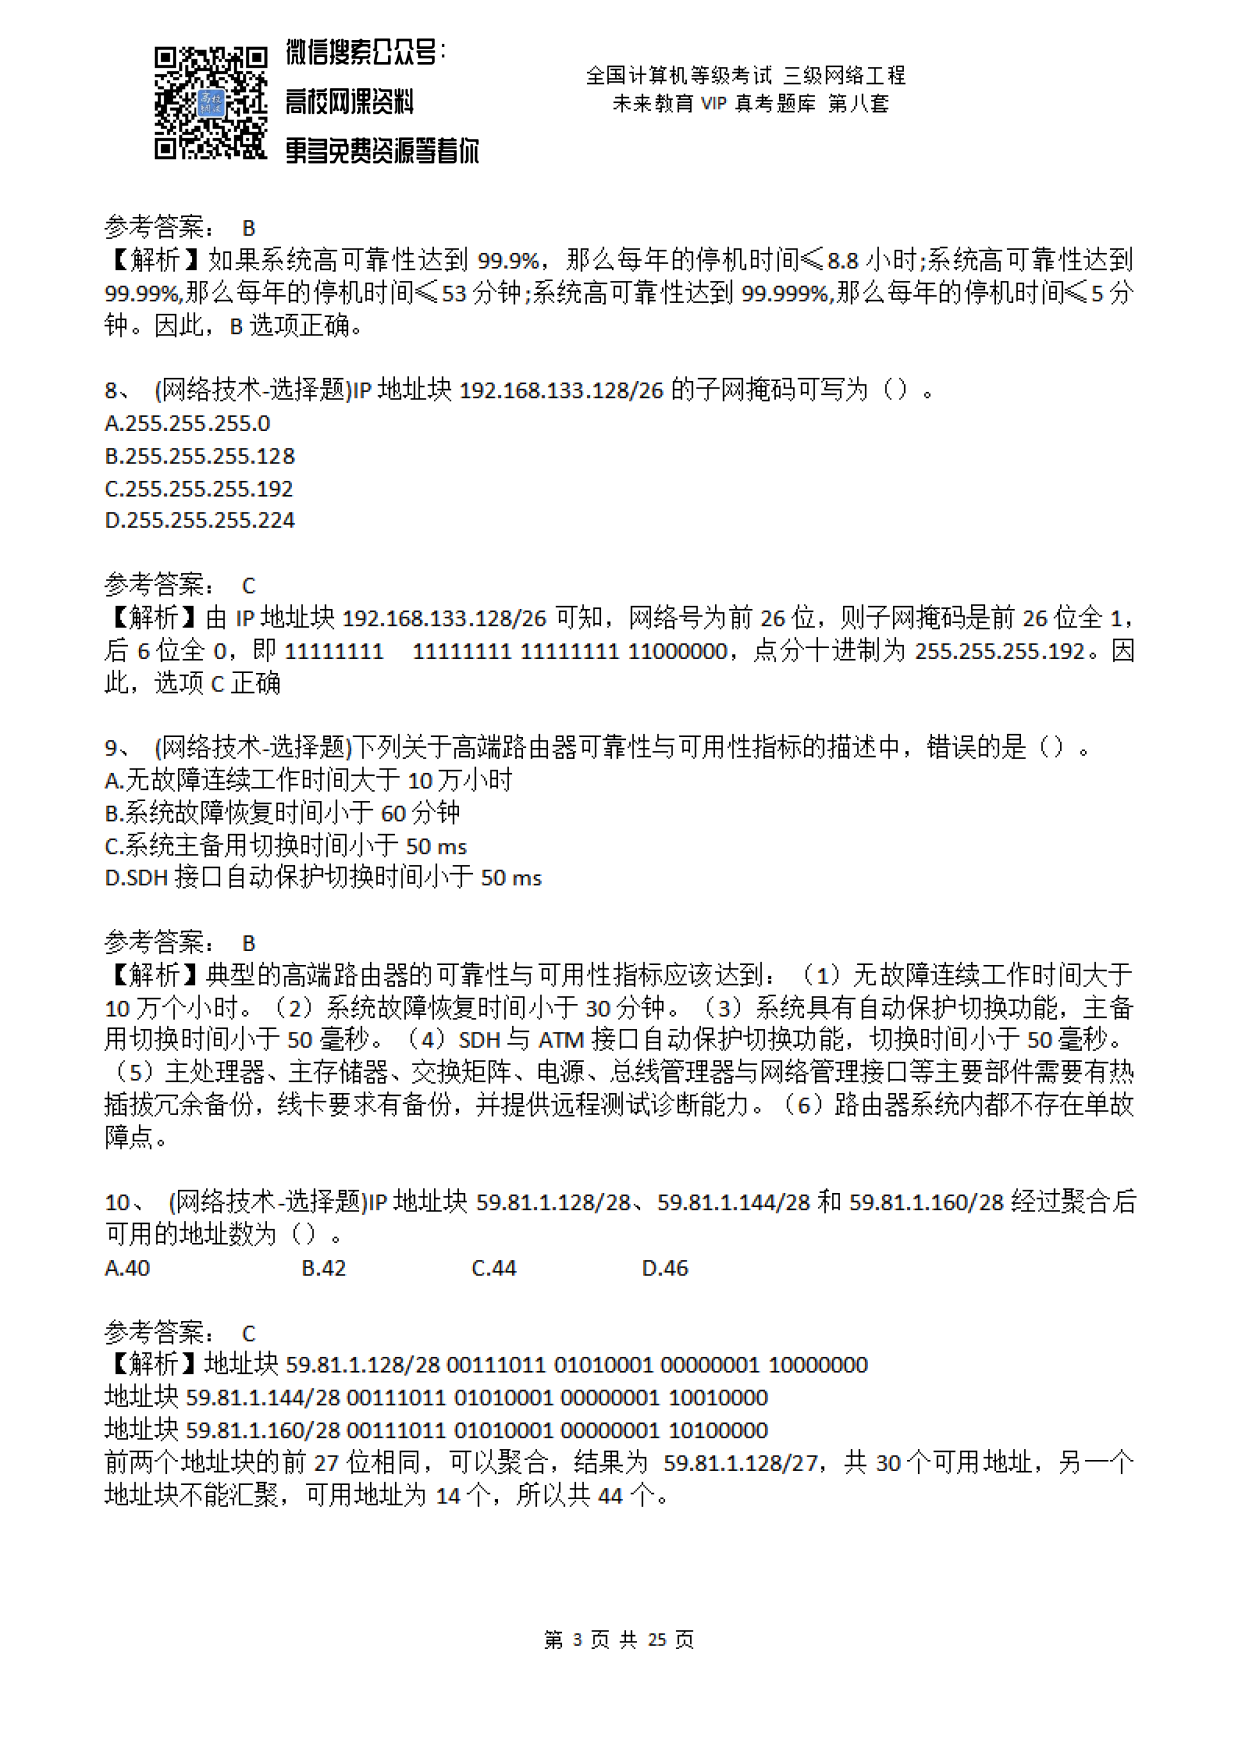 微信搜索公众号：
高校网课资料
更多免费资源等着你
全国计算机等级考试 三级网络工程
未来教育 VIP 真考题库 第八套
参考答案： B
【解析】如果系统高可靠性达到 99.9%，那么每年的停机时间≤8.8 小时;系统高可靠性达到
99.99%,那么每年的停机时间≤53 分钟;系统高可靠性达到 99.999%,那么每年的停机时间≤5 分
钟。因此，B 选项正确。
8、 (网络技术-选择题)IP 地址块 192.168.133.128/26 的子网掩码可写为（）。
A.255.255.255.0
B.255.255.255.128
C.255.255.255.192
D.255.255.255.224
参考答案： C
【解析】由 IP 地址块 192.168.133.128/26 可知，网络号为前 26 位，则子网掩码是前 26 位全 1，
后 6 位全 0，即 11111111 11111111 11111111 11000000，点分十进制为 255.255.255.192。因
此，选项 C 正确
9、 (网络技术-选择题)下列关于高端路由器可靠性与可用性指标的描述中，错误的是（）。
A.无故障连续工作时间大于 10 万小时
B.系统故障恢复时间小于 60 分钟
C.系统主备用切换时间小于 50 ms
D.SDH 接口自动保护切换时间小于 50 ms
参考答案： B
【解析】典型的高端路由器的可靠性与可用性指标应该达到：（1）无故障连续工作时间大于
10 万个小时。（2）系统故障恢复时间小于 30 分钟。（3）系统具有自动保护切换功能，主备
用切换时间小于 50 毫秒。（4）SDH 与 ATM 接口自动保护切换功能，切换时间小于 50 毫秒。
（5）主处理器、主存储器、交换矩阵、电源、总线管理器与网络管理接口等主要部件需要有热
插拔冗余备份，线卡要求有备份，并提供远程测试诊断能力。（6）路由器系统内都不存在单故
障点。
10、 (网络技术-选择题)IP 地址块 59.81.1.128/28、59.81.1.144/28 和 59.81.1.160/28 经过聚合后
可用的地址数为（）。
A.40 B.42 C.44 D.46
参考答案： C
【解析】地址块 59.81.1.128/28 00111011 01010001 00000001 10000000
地址块 59.81.1.144/28 00111011 01010001 00000001 10010000
地址块 59.81.1.160/28 00111011 01010001 00000001 10100000
前两个地址块的前 27 位相同，可以聚合，结果为 59.81.1.128/27，共 30 个可用地址，另一个
地址块不能汇聚，可用地址为 14 个，所以共 44 个。
第 3 页 共 25 页